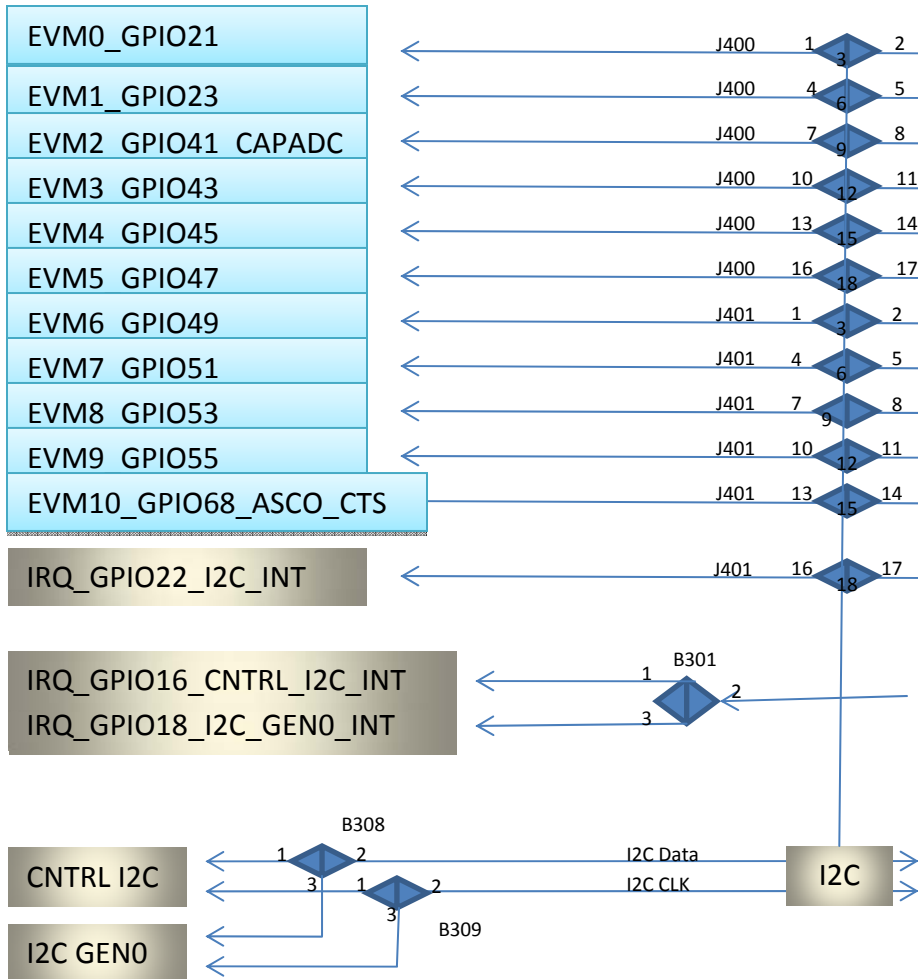 EVM0_GPIO21 J400 1 3 2
EVM1_GPIO23 J400 4 6 5
EVM2_GPIO41_CAPADC J400 7 9 8
EVM3_GPIO43 J400 10 12 11
EVM4_GPIO45 J400 13 15 14
EVM5_GPIO47 J400 16 18 17
EVM6_GPIO49 J401 1 3 2
EVM7_GPIO51 J401 4 6 5
EVM8_GPIO53 J401 7 9 8
EVM9_GPIO55 J401 10 12 11
EVM10_GPIO68_ASCO_CTS J401 13 15 14
IRQ_GPIO22_I2C_INT J401 16 18 17
B301
IRQ_GPIO16_CNTRL_I2C_INT 1 2
IRQ_GPIO18_I2C_GEN0_INT 3
B308
1 2 I2C Data
CNTRL I2C 3 1 2 I2C CLK I2C
3 B309
I2C GEN0